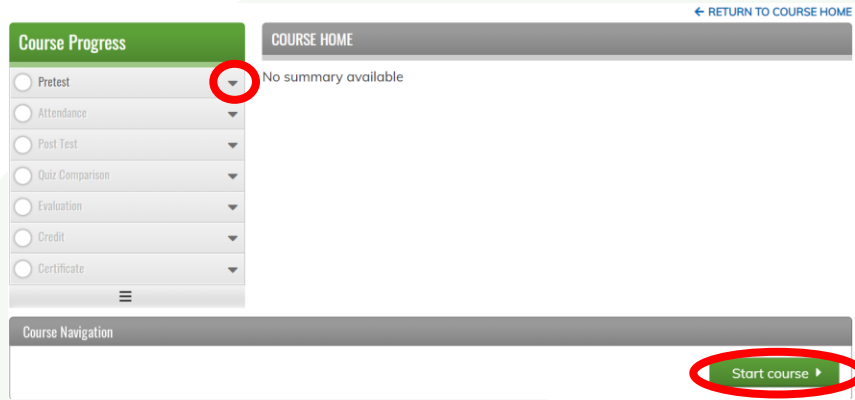 ← RETURN TO COURSE HOME
Course Progress
COURSE HOME
Pretest
No summary available
Attendance
Post Test
Quiz Comparison
Evaluation
Credit
Certificate
Course Navigation
Start course